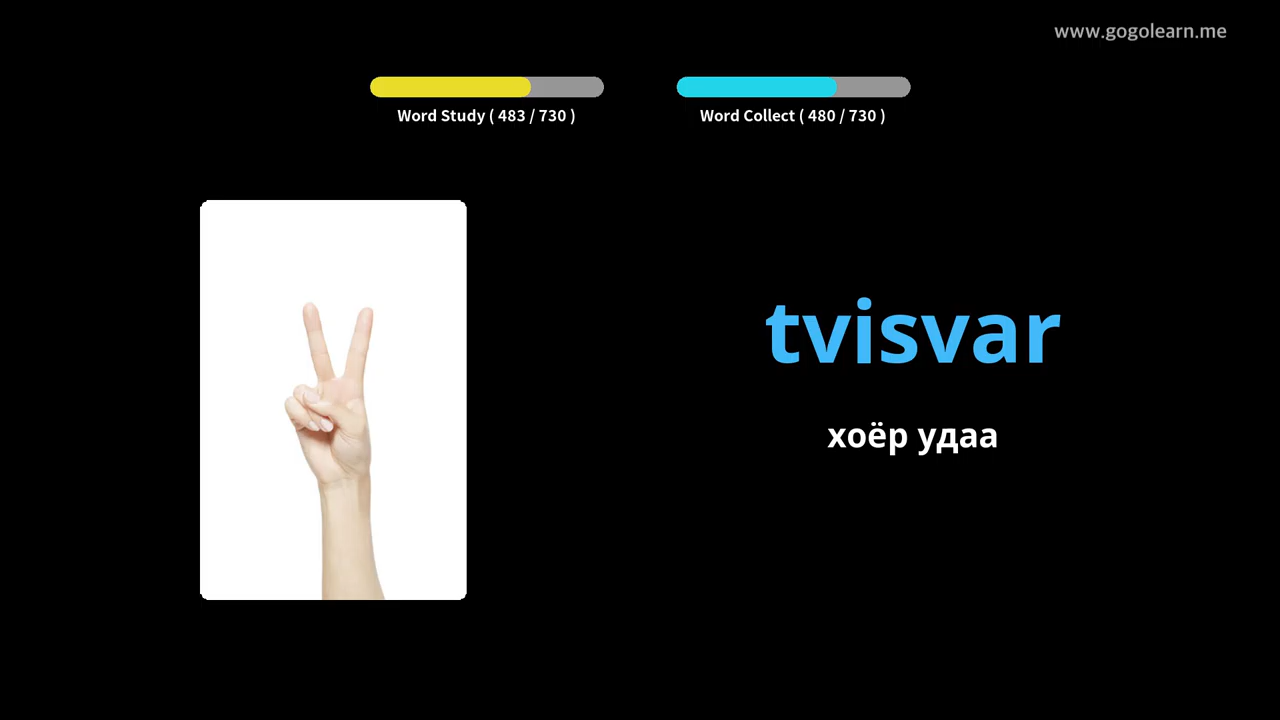 www.gogolearn.me
Word Study ( 483 / 730 )
Word Collect ( 480 / 730 )
tvisvar
хоёр удаа